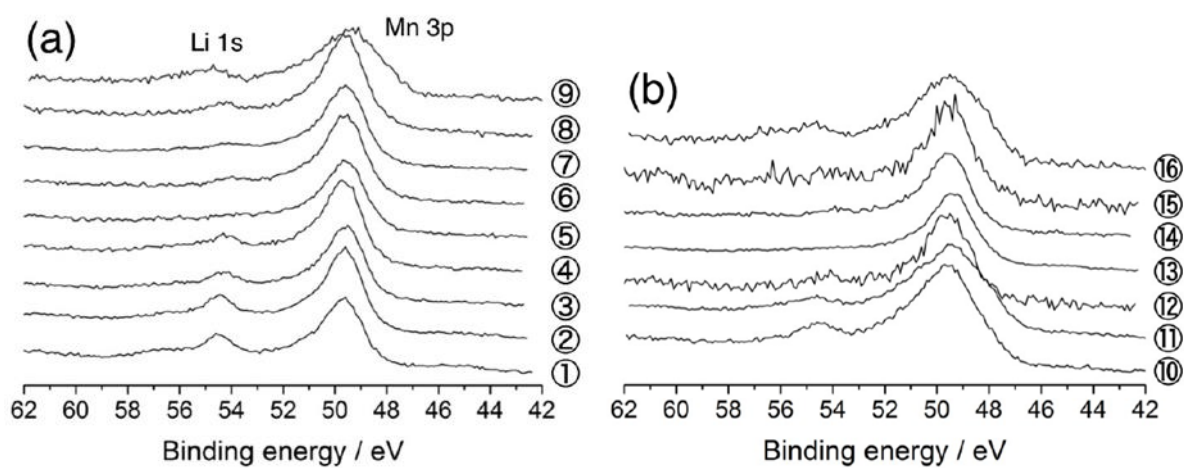 (a)
Li 1s
Mn 3p
⑨
⑧
⑦
⑥
⑤
④
③
②
①
62 60 58 56 54 52 50 48 46 44 42
Binding energy / eV
(b)
⑯
⑮
⑭
⑬
⑫
⑪
⑩
62 60 58 56 54 52 50 48 46 44 42
Binding energy / eV